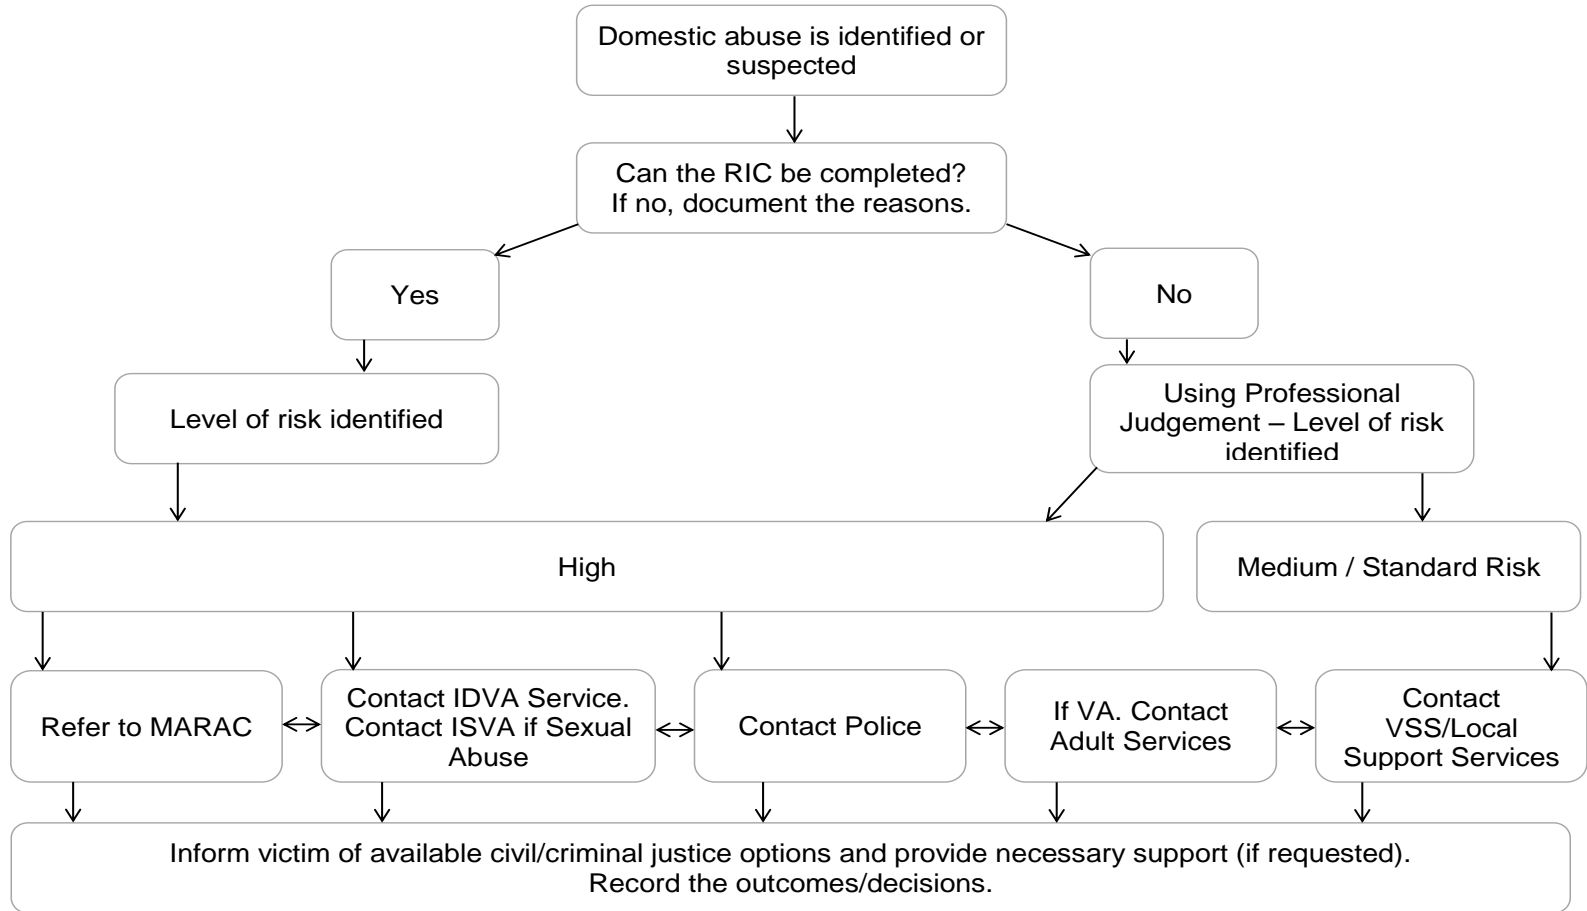 Domestic abuse is identified or
suspected
Can the RIC be completed?
If no, document the reasons.
Yes
No
Level of risk identified
Using Professional
Judgement – Level of risk
identified
High
Medium / Standard Risk
Refer to MARAC
Contact IDVA Service.
Contact ISVA if Sexual
Abuse
Contact Police
If VA. Contact
Adult Services
Contact
VSS/Local
Support Services
Inform victim of available civil/criminal justice options and provide necessary support (if requested).
Record the outcomes/decisions.